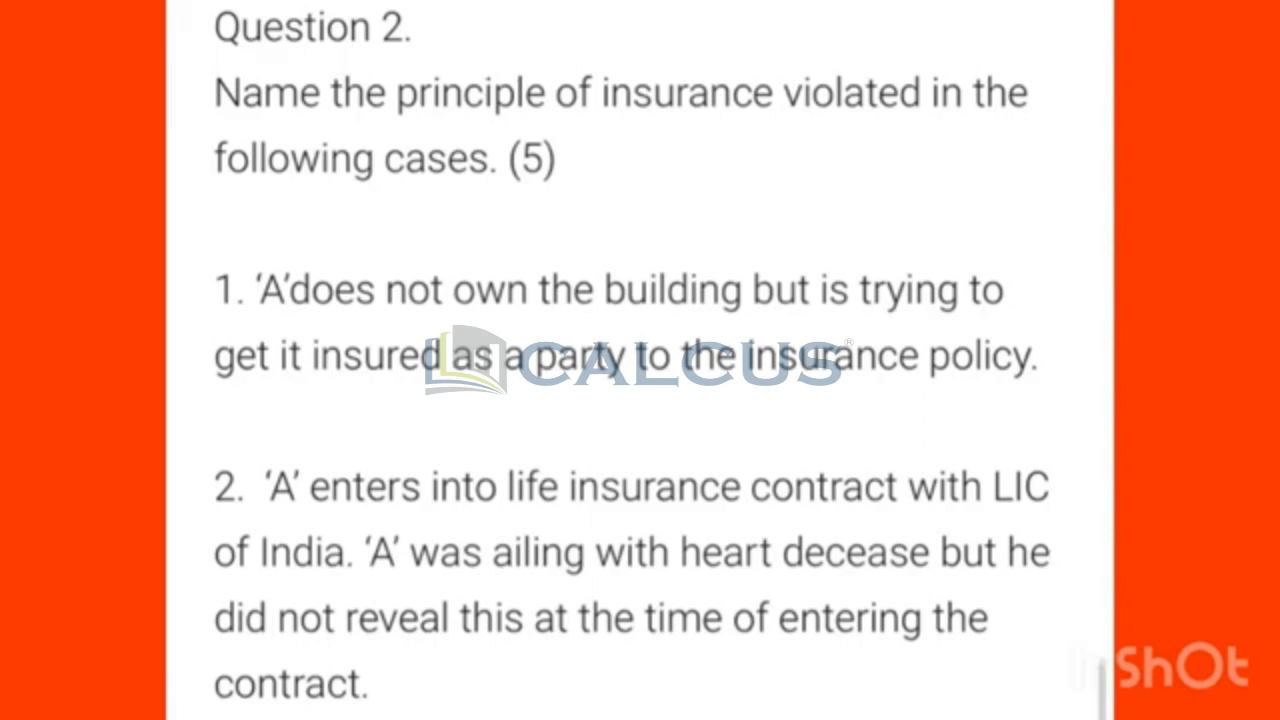 Question 2.
Name the principle of insurance violated in the
following cases. (5)
1. ‘A’does not own the building but is trying to
get it insured as a party to the insurance policy.
CALCUS®
2. ‘A’ enters into life insurance contract with LIC
of India. ‘A’ was ailing with heart decease but he
did not reveal this at the time of entering the
contract.
InShOt